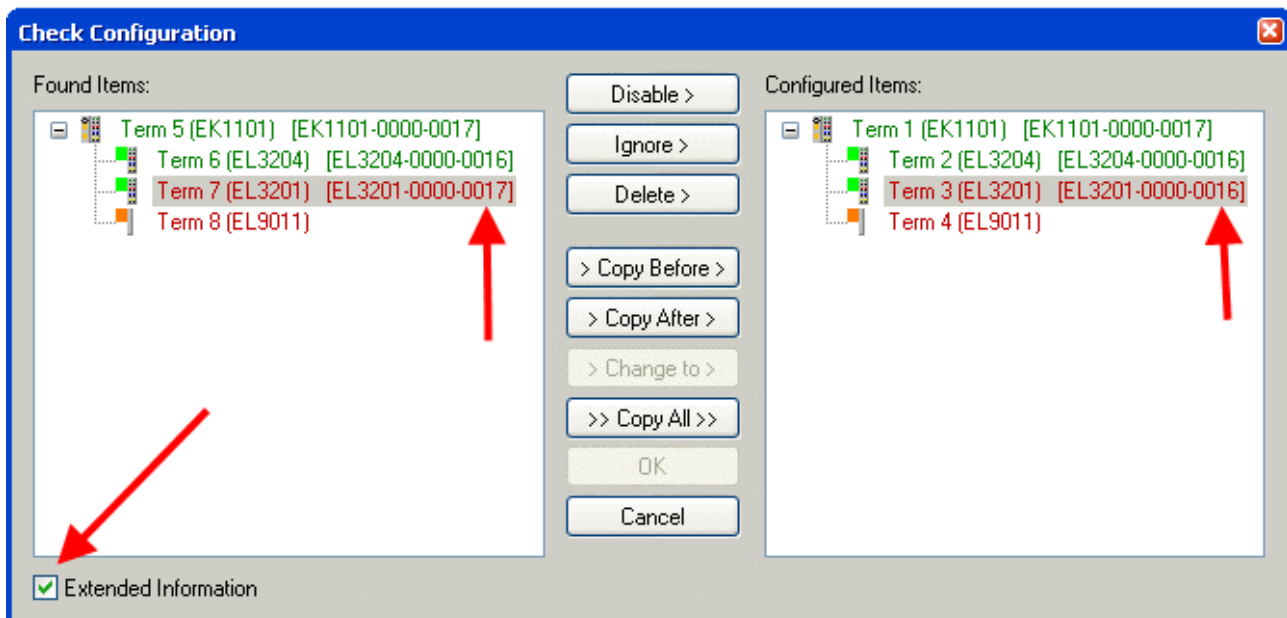 Check Configuration
Found Items:
Term 5 (EK1101) [EK1101-0000-0017]
Term 6 (EL3204) [EL3204-0000-0016]
Term 7 (EL3201) [EL3201-0000-0017]
Term 8 (EL9011)
Disable >
Ignore >
Delete >
> Copy Before >
> Copy After >
> Change to >
>> Copy All >>
OK
Cancel
Configured Items:
Term 1 (EK1101) [EK1101-0000-0017]
Term 2 (EL3204) [EL3204-0000-0016]
Term 3 (EL3201) [EL3201-0000-0016]
Term 4 (EL9011)
Extended Information